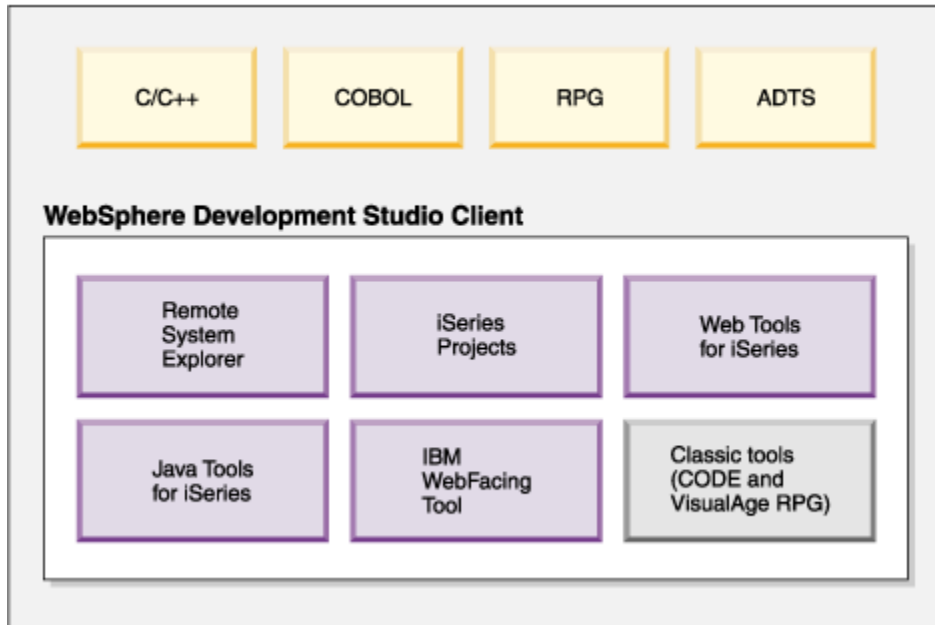 C/C++
COBOL
RPG
ADTS
WebSphere Development Studio Client
Remote
System
Explorer
iSeries
Projects
Web Tools
for iSeries
Java Tools
for iSeries
IBM
WebFacing
Tool
Classic tools
(CODE and
VisualAge RPG)